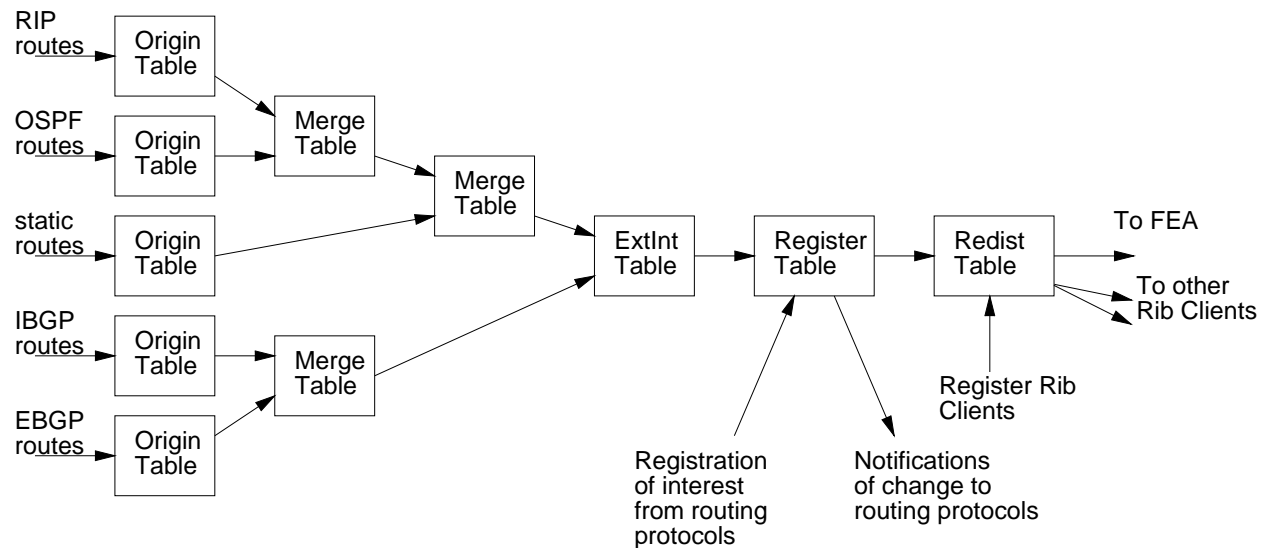 RIP
routes
Origin
Table
OSPF
routes
Origin
Table
Merge
Table
static
routes
Origin
Table
Merge
Table
IBGP
routes
Origin
Table
EBGP
routes
Origin
Table
Merge
Table
ExtInt
Table
Register
Table
Redist
Table
To FEA
To other
Rib Clients
Register Rib
Clients
Registration
of interest
from routing
protocols
Notifications
of change to
routing protocols